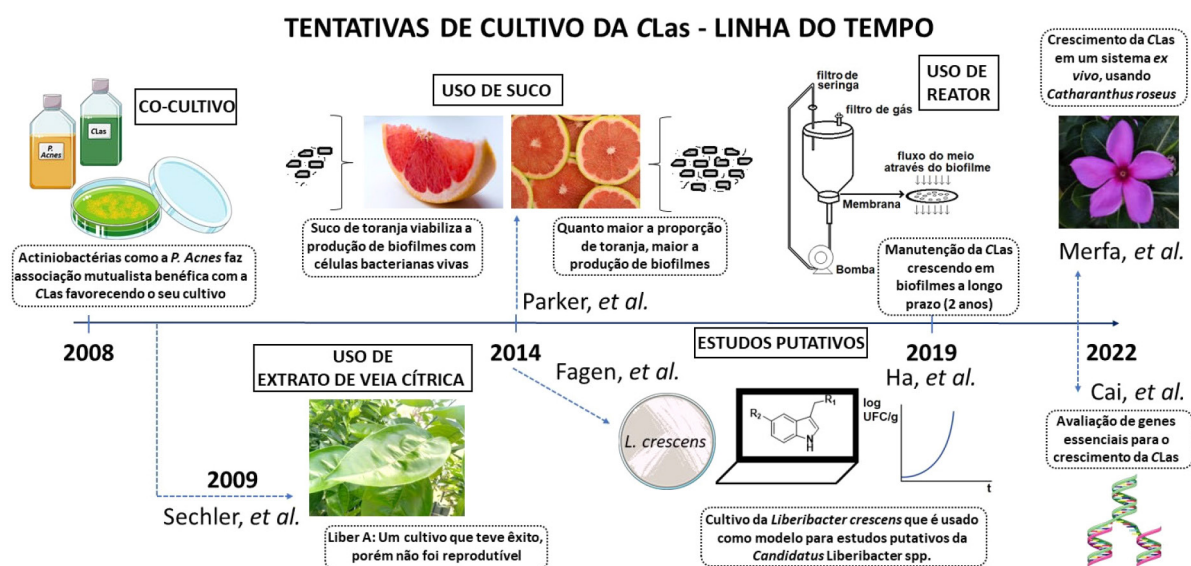 TENTATIVAS DE CULTIVO DA CLas - LINHA DO TEMPO
CO-CULTIVO
P.
Acnes
CLas
Actiniobactérias como a P. Acnes faz
associação mutualista benéfica com a
CLas favorecendo o seu cultivo
USO DE SUCO
Suco de toranja viabiliza a
produção de biofilmes com
células bacterianas vivas
Quanto maior a proporção
de toranja, maior a
produção de biofilmes
Parker, et al.
filtro de
seringa
filtro de gás
USO DE
REATOR
fluxo do meio
através do biofilme
Membrana
Bomba
Manutenção da CLas
crescendo em
biofilmes a longo
prazo (2 anos)
Crescimento da CLas
em um sistema ex
vivo, usando
Catharanthus roseus
Merfa, et al.
2008
2014
2019
2022
USO DE
EXTRATO DE VEIA CÍTRICA
2009
Sechler, et al.
Liber A: Um cultivo que teve êxito,
porém não foi reprodutível
ESTUDOS PUTATIVOS
Fagen, et al.
L. crescens
R2
R1
N
H
log
UFC/g
t
Cultivo da Liberibacter crescens que é usado
como modelo para estudos putativos da
Candidatus Liberibacter spp.
Ha, et al.
Cai, et al.
Avaliação de genes
essenciais para o
crescimento da CLas